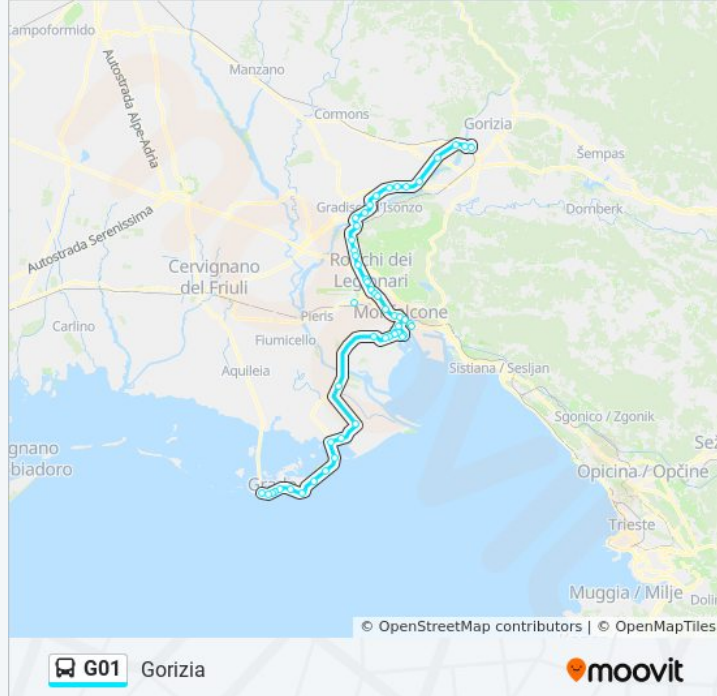 Campoformido
Manzano
Autostrada Alpe-Adria
Cormons
Gorizia
Šempas
Gradisca d'Isonzo
Dornberk
Autostrada Serenissima
Cervignano
del Friuli
Ronchi dei
Legionari
Monfalcone
Carlino
Pieris
Fiumicello
Aquileia
Sistiana / Sesljan
Sgonico / Zgonik
gnano
biadoro
Opicina / Opčine
Grado
Trieste
Muggia / Milje
© OpenStreetMap contributors | © OpenMapTiles
G01 Gorizia
moovit